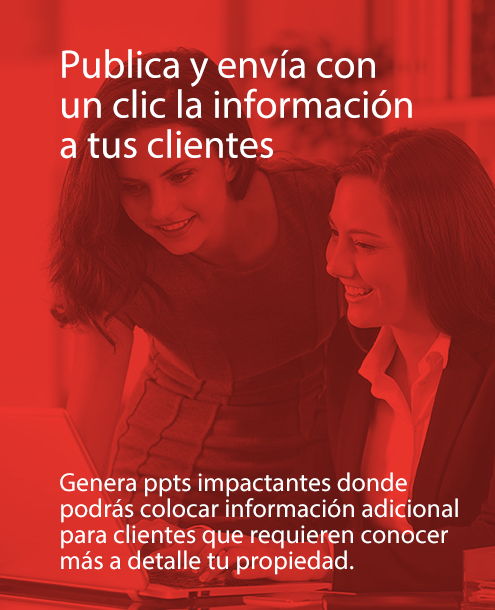 Publica y envía con
un clic la información
a tus clientes
Genera ppts impactantes donde
podrás colocar información adicional
para clientes que requieren conocer
más a detalle tu propiedad.